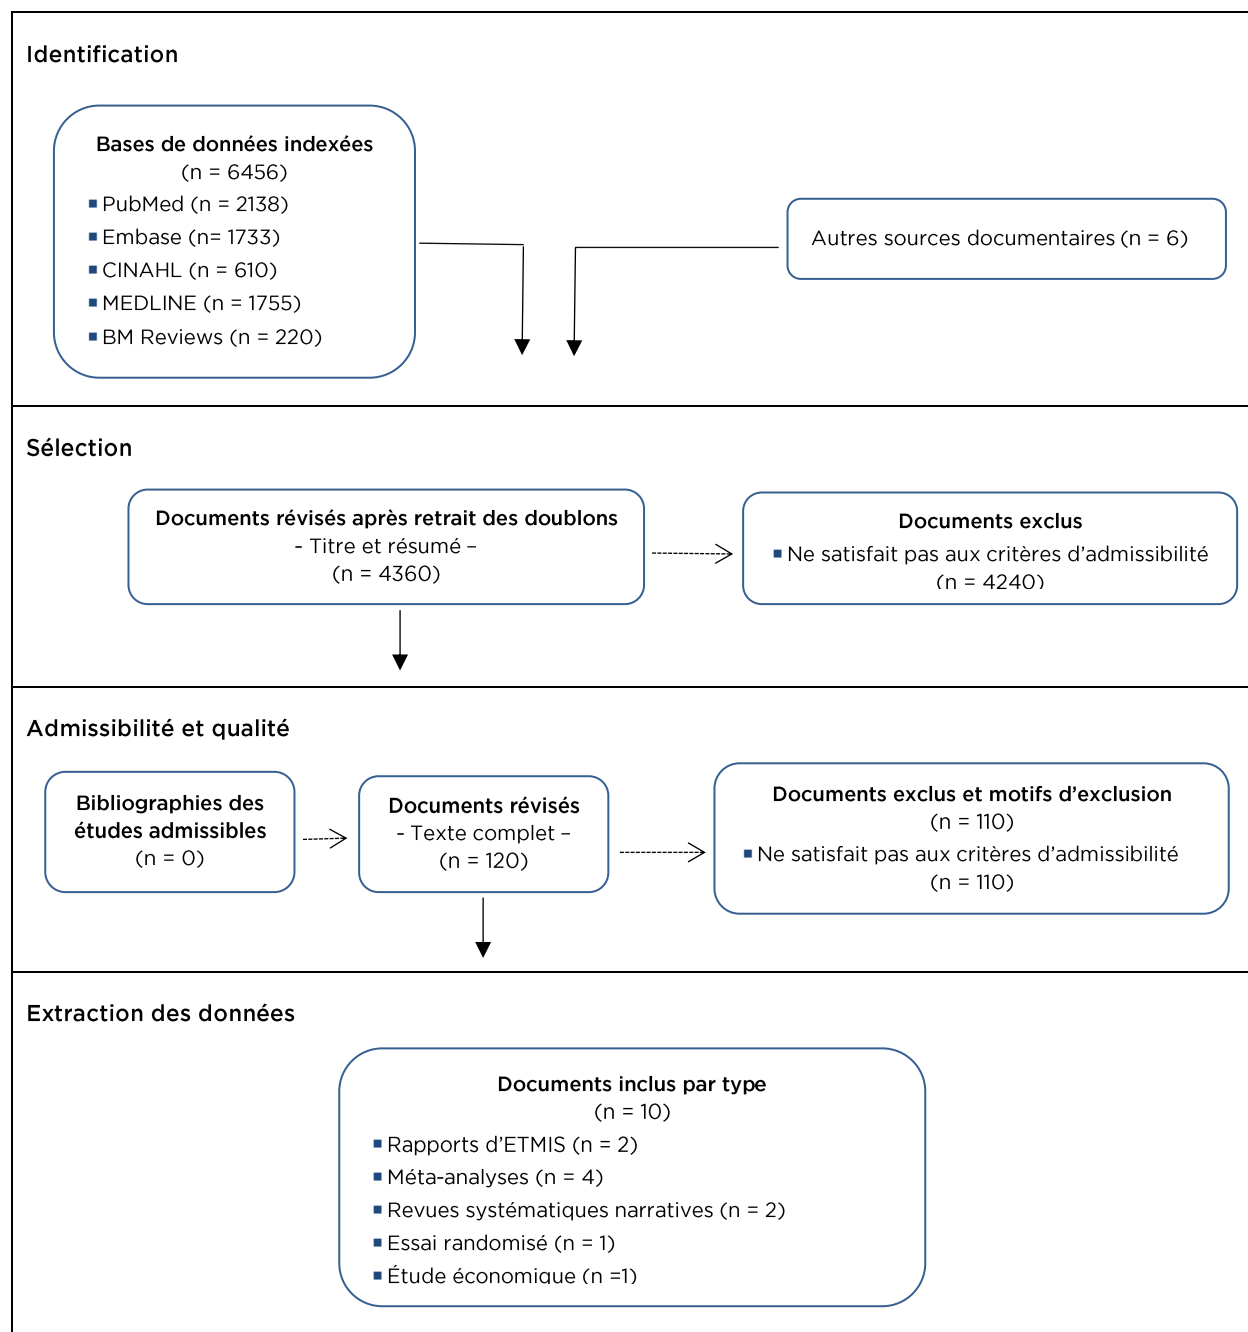 Identification
Bases de données indexées
(n = 6456)
▪ PubMed (n = 2138)
▪ Embase (n= 1733)
▪ CINAHL (n = 610)
▪ MEDLINE (n = 1755)
▪ BM Reviews (n = 220)
Autres sources documentaires (n = 6)
Sélection
Documents révisés après retrait des doublons
- Titre et résumé –
(n = 4360)
Documents exclus
▪ Ne satisfait pas aux critères d’admissibilité
(n = 4240)
Admissibilité et qualité
Bibliographies des
études admissibles
(n = 0)
Documents révisés
- Texte complet –
(n = 120)
Documents exclus et motifs d’exclusion
(n = 110)
▪ Ne satisfait pas aux critères d’admissibilité
(n = 110)
Extraction des données
Documents inclus par type
(n = 10)
▪ Rapports d’ETMIS (n = 2)
▪ Méta-analyses (n = 4)
▪ Revues systématiques narratives (n = 2)
▪ Essai randomisé (n = 1)
▪ Étude économique (n =1)